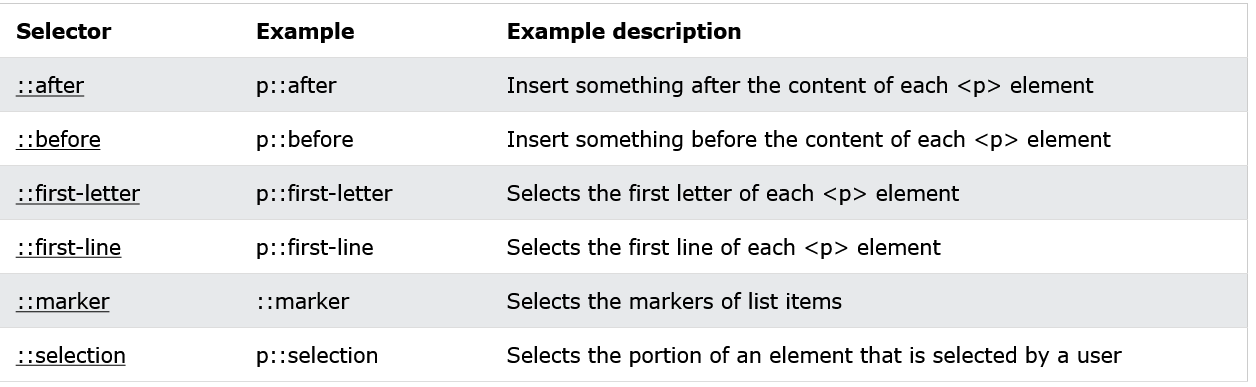 Selector Example Example description
::after p::after Insert something after the content of each <p> element
::before p::before Insert something before the content of each <p> element
::first-letter p::first-letter Selects the first letter of each <p> element
::first-line p::first-line Selects the first line of each <p> element
::marker ::marker Selects the markers of list items
::selection p::selection Selects the portion of an element that is selected by a user